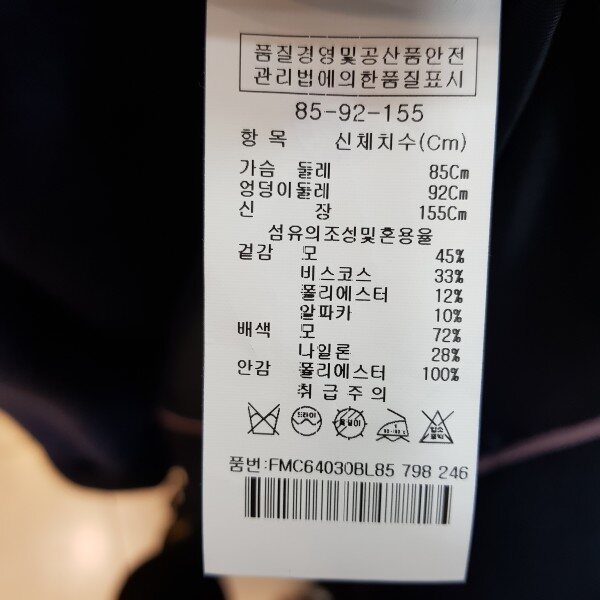 품질경영및공산품안전
관리법에의한품질표시
85-92-155
항 목 신체치수(Cm)
가슴 둘레 85Cm
엉덩이둘레 92Cm
신 장 155Cm
섬유의조성및혼용율
겉감 모 45%
비스코스 33%
폴리에스터 12%
알파카 10%
배색 모 72%
나일론 28%
안감 폴리에스터 100%
취 급 주 의
드라이
염소
표백
품번:FMC64030BL85 798 246